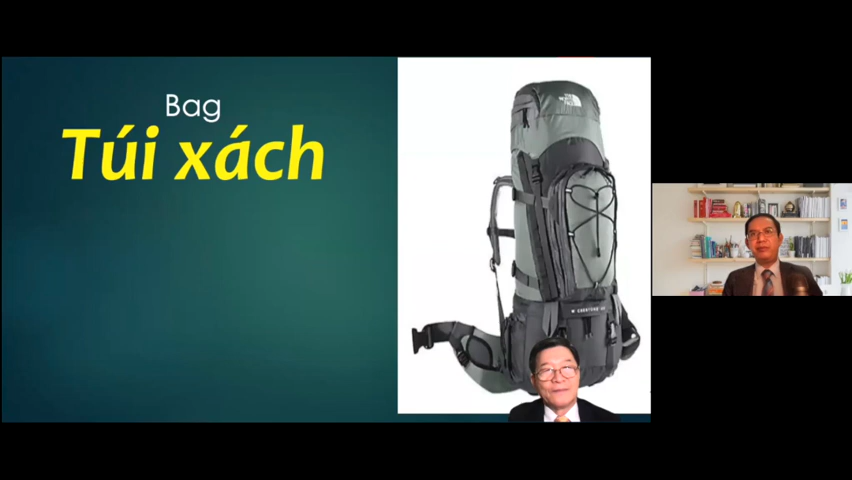 Bag
Túi xách
THE
NORTH
FACE